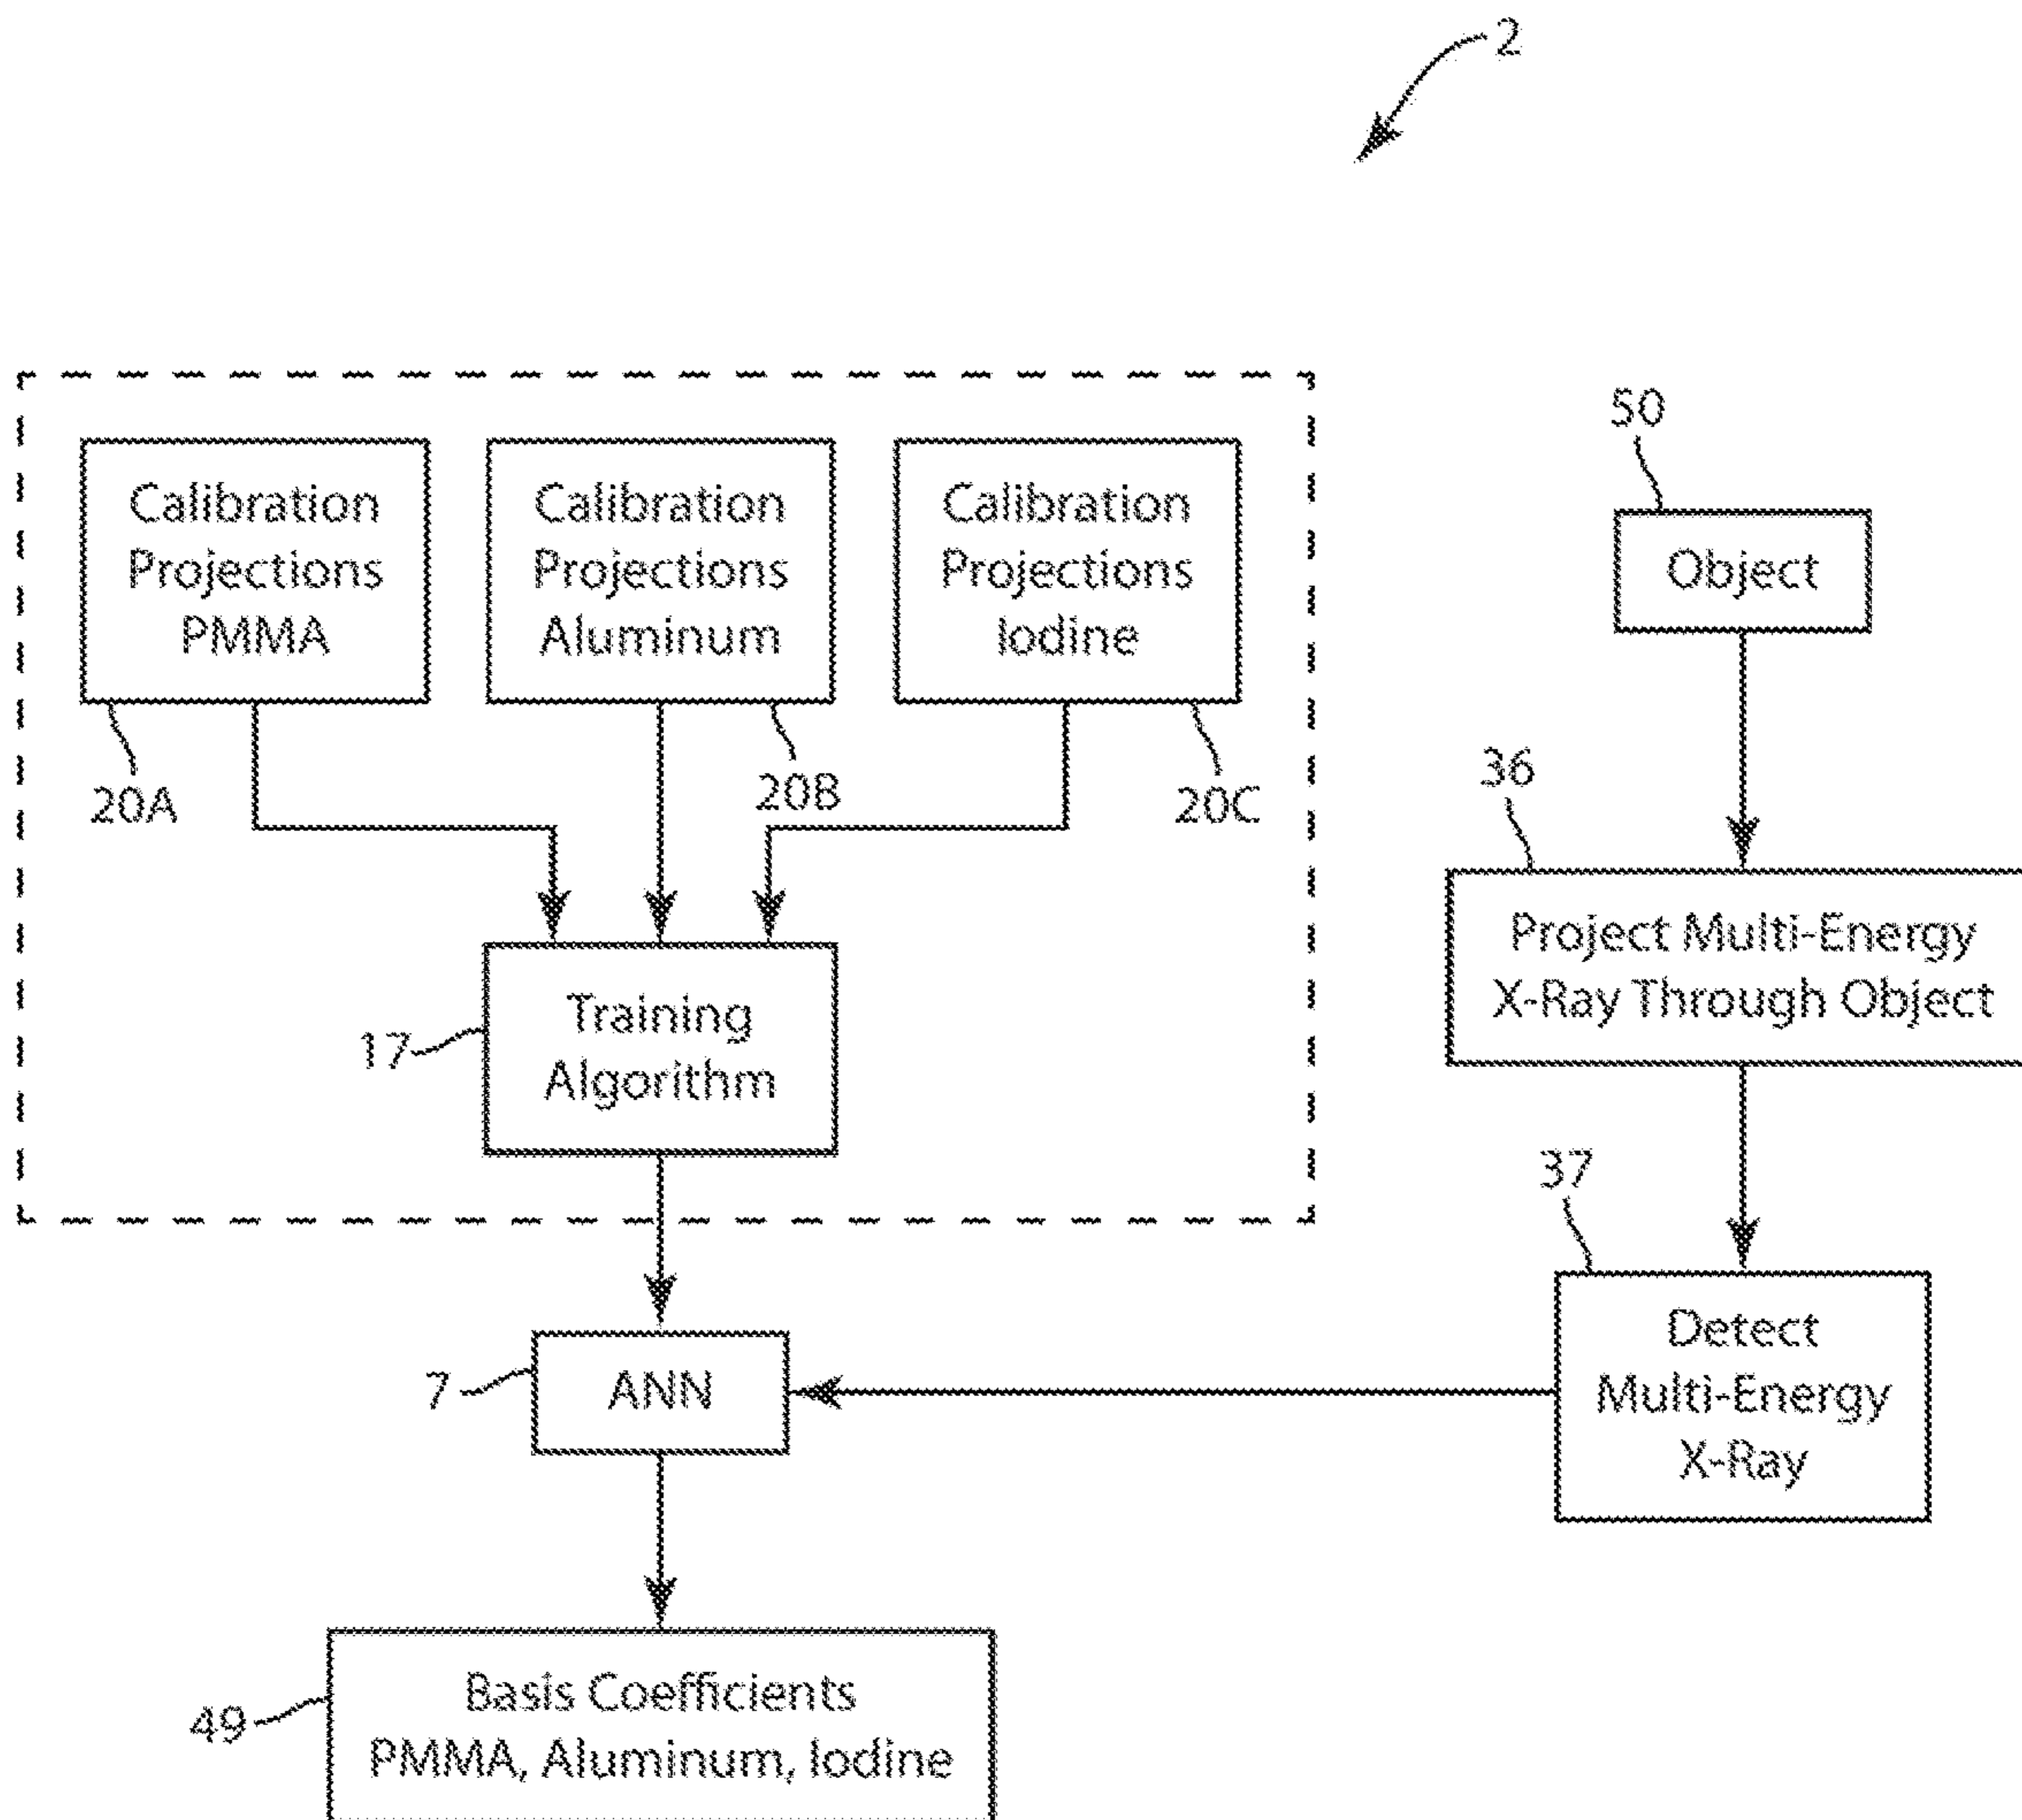 2
Calibration
Projections
PMMA
20A
Calibration
Projections
Aluminum
20B
Calibration
Projections
Iodine
20C
17
Training
Algorithm
50
Object
36
Project Multi-Energy
X-Ray Through Object
37
Detect
Multi-Energy
X-Ray
7
ANN
49
Basis Coefficients
PMMA, Aluminum, Iodine